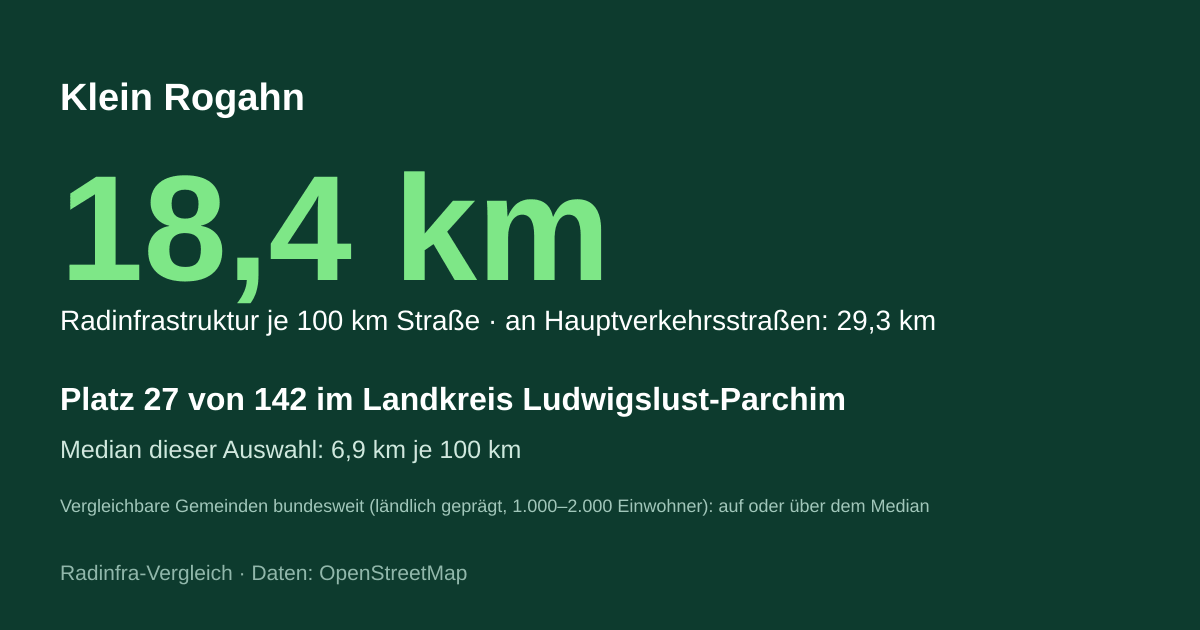 Klein Rogahn
18,4 km
Radinfrastruktur je 100 km Straße · an Hauptverkehrsstraßen: 29,3 km
Platz 27 von 142 im Landkreis Ludwigslust-Parchim
Median dieser Auswahl: 6,9 km je 100 km
Vergleichbare Gemeinden bundesweit (ländlich geprägt, 1.000–2.000 Einwohner): auf oder über dem Median
Radinfra-Vergleich · Daten: OpenStreetMap